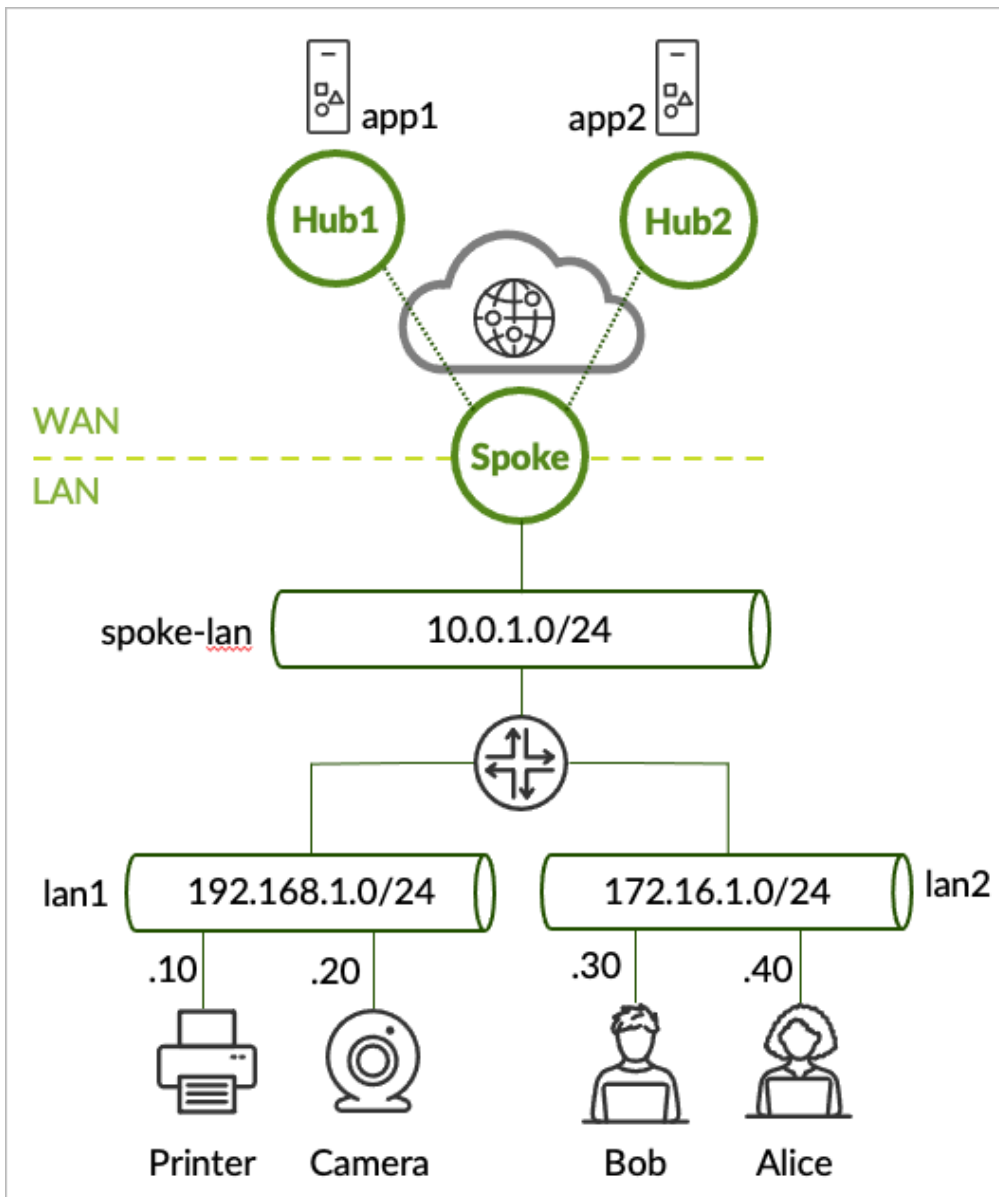 app1
app2
Hub1
Hub2
WAN
Spoke
LAN
spoke-lan
10.0.1.0/24
lan1
192.168.1.0/24
172.16.1.0/24
lan2
.10
.20
.30
.40
Printer
Camera
Bob
Alice